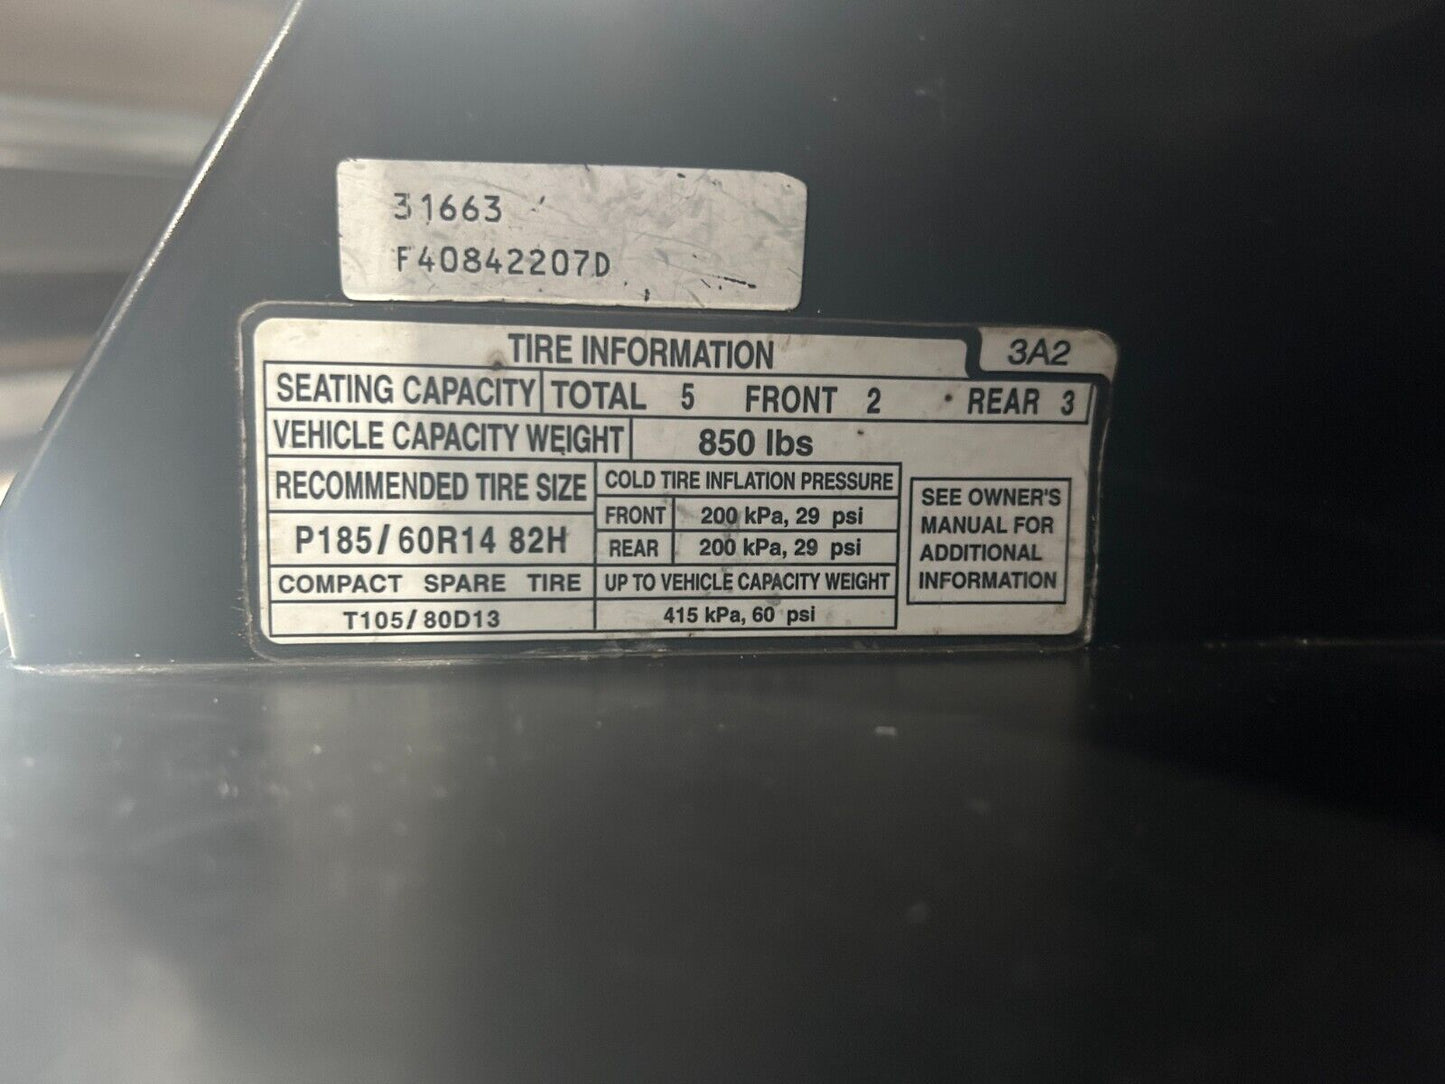 31663
F40842207D
TIRE INFORMATION 3A2
SEATING CAPACITY TOTAL 5 FRONT 2 REAR 3
VEHICLE CAPACITY WEIGHT 850 lbs
RECOMMENDED TIRE SIZE
P185/60R14 82H
COLD TIRE INFLATION PRESSURE
FRONT 200 kPa, 29 psi
REAR 200 kPa, 29 psi
COMPACT SPARE TIRE
T105/80D13
UP TO VEHICLE CAPACITY WEIGHT
415 kPa, 60 psi
SEE OWNER'S
MANUAL FOR
ADDITIONAL
INFORMATION